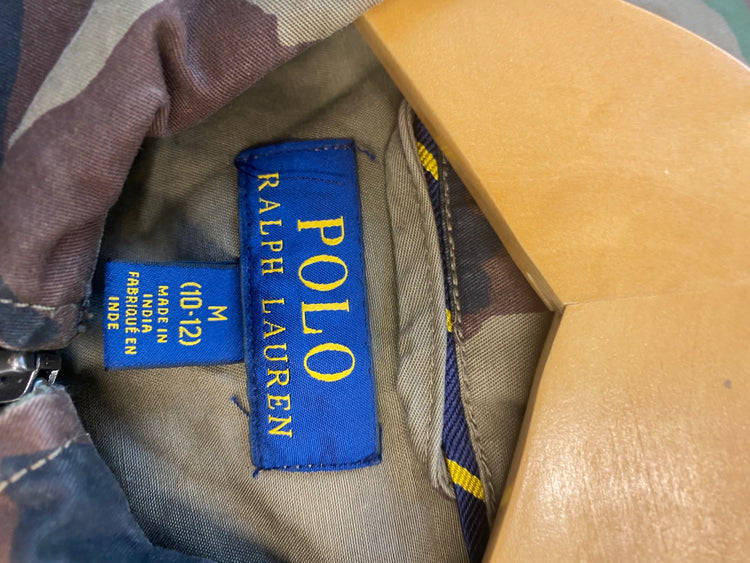 POLO
RALPH LAUREN
M
(10-12)
MADE IN
INDIA
FABRIQUÉ EN
INDE